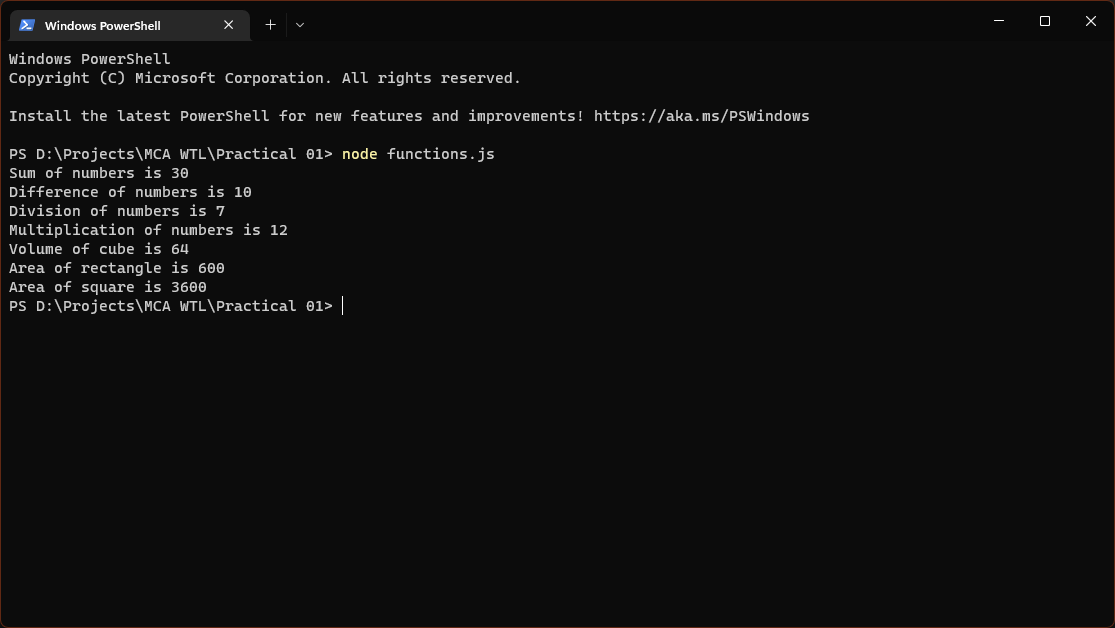 Windows PowerShell
Windows PowerShell
Copyright (C) Microsoft Corporation. All rights reserved.
Install the latest PowerShell for new features and improvements! https://aka.ms/PSWindows
PS D:\Projects\MCA WTL\Practical 01> node functions.js
Sum of numbers is 30
Difference of numbers is 10
Division of numbers is 7
Multiplication of numbers is 12
Volume of cube is 64
Area of rectangle is 600
Area of square is 3600
PS D:\Projects\MCA WTL\Practical 01>